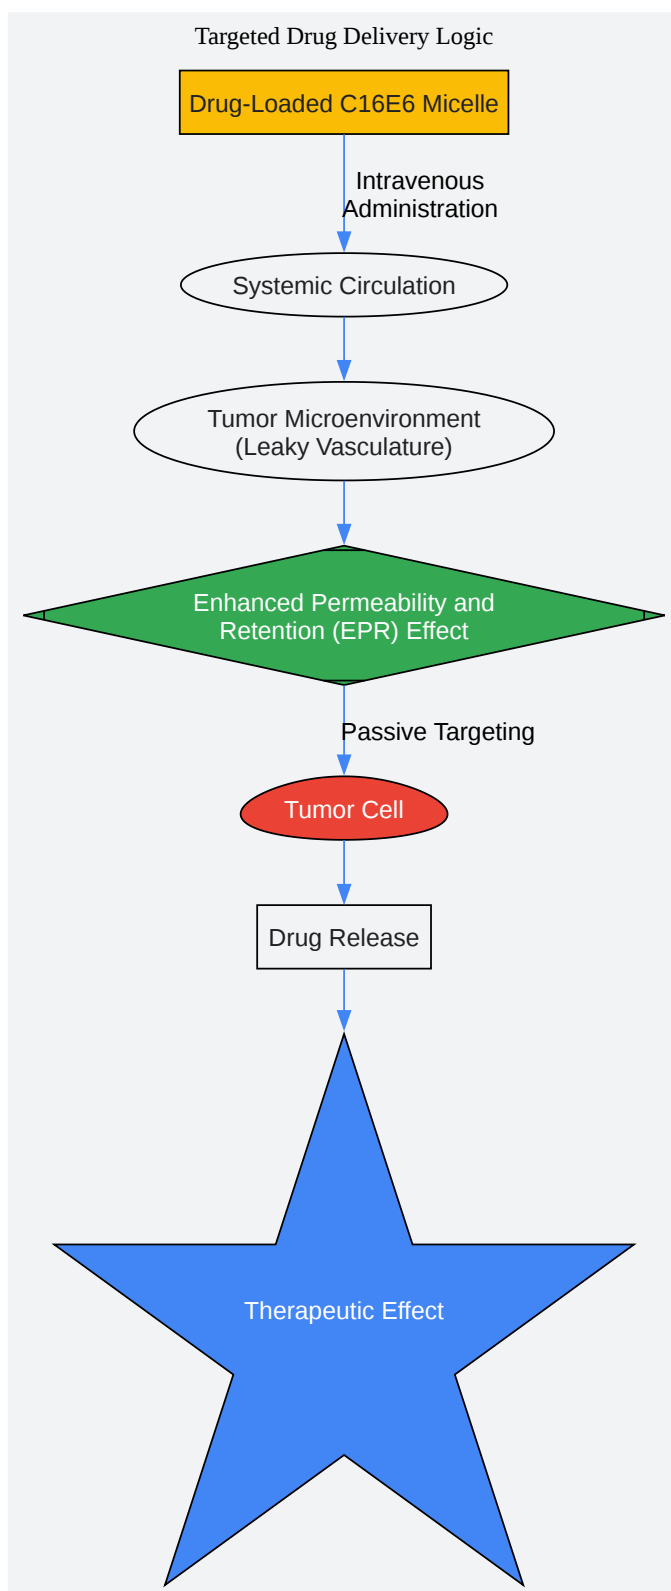 Targeted Drug Delivery Logic
Drug-Loaded C16E6 Micelle
Intravenous
Administration
Systemic Circulation
Tumor Microenvironment
(Leaky Vasculature)
Enhanced Permeability and
Retention (EPR) Effect
Passive Targeting
Tumor Cell
Drug Release
Therapeutic Effect